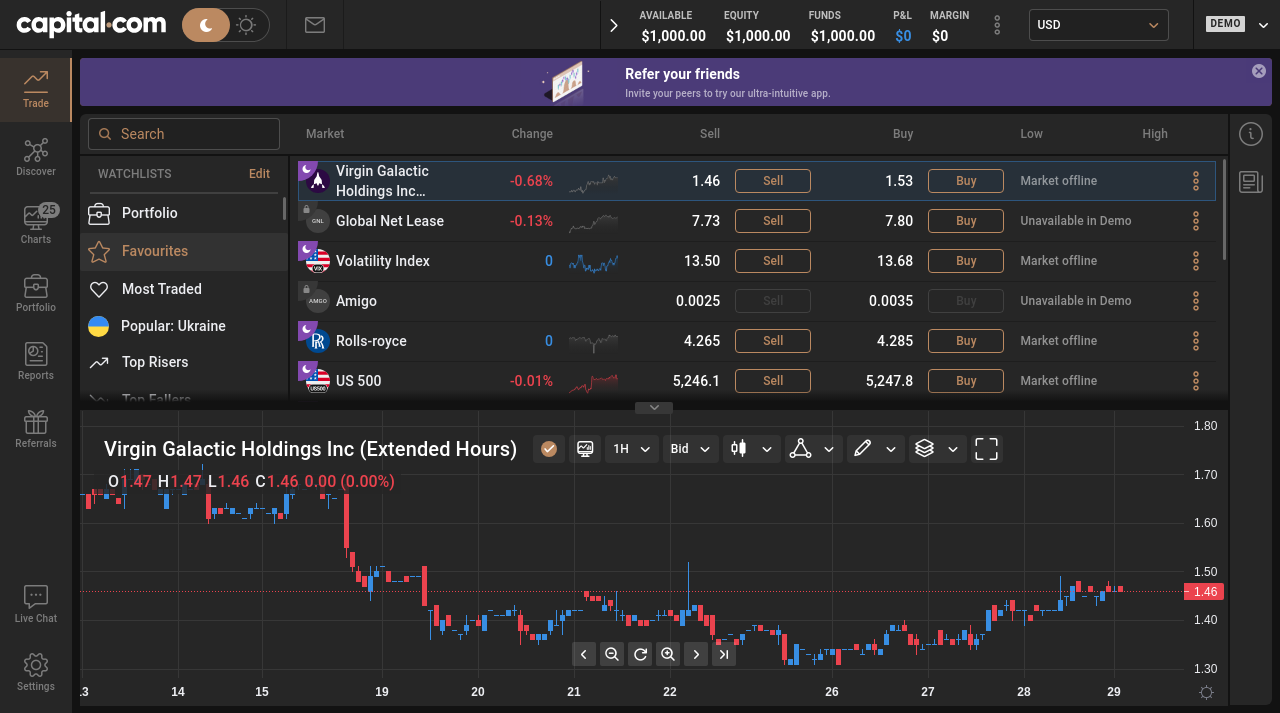 capital.com
AVAILABLE EQUITY FUNDS P&L MARGIN
$1,000.00 $1,000.00 $1,000.00 $0 $0
USD
DEMO
Refer your friends
Invite your peers to try our ultra-intuitive app.
Trade
Discover
25
Charts
Portfolio
Reports
Referrals
Live Chat
Settings
Search
WATCHLISTS Edit
Portfolio
Favourites
Most Traded
Popular: Ukraine
Top Risers
Top Fallers
Market Change Sell Buy Low High
Virgin Galactic
Holdings Inc... -0.68% 1.46 Sell 1.53 Buy Market offline
GNL Global Net Lease -0.13% 7.73 Sell 7.80 Buy Unavailable in Demo
VIX Volatility Index 0 13.50 Sell 13.68 Buy Market offline
AMGO Amigo 0.0025 Sell 0.0035 Buy Unavailable in Demo
Rolls-royce 0 4.265 Sell 4.285 Buy Market offline
US500 US 500 -0.01% 5,246.1 Sell 5,247.8 Buy Market offline
Virgin Galactic Holdings Inc (Extended Hours) 1H Bid
O1.47 H1.47 L1.46 C1.46 0.00 (0.00%)
1.80
1.70
1.60
1.50
1.46
1.40
1.30
13 14 15 19 20 21 22 26 27 28 29